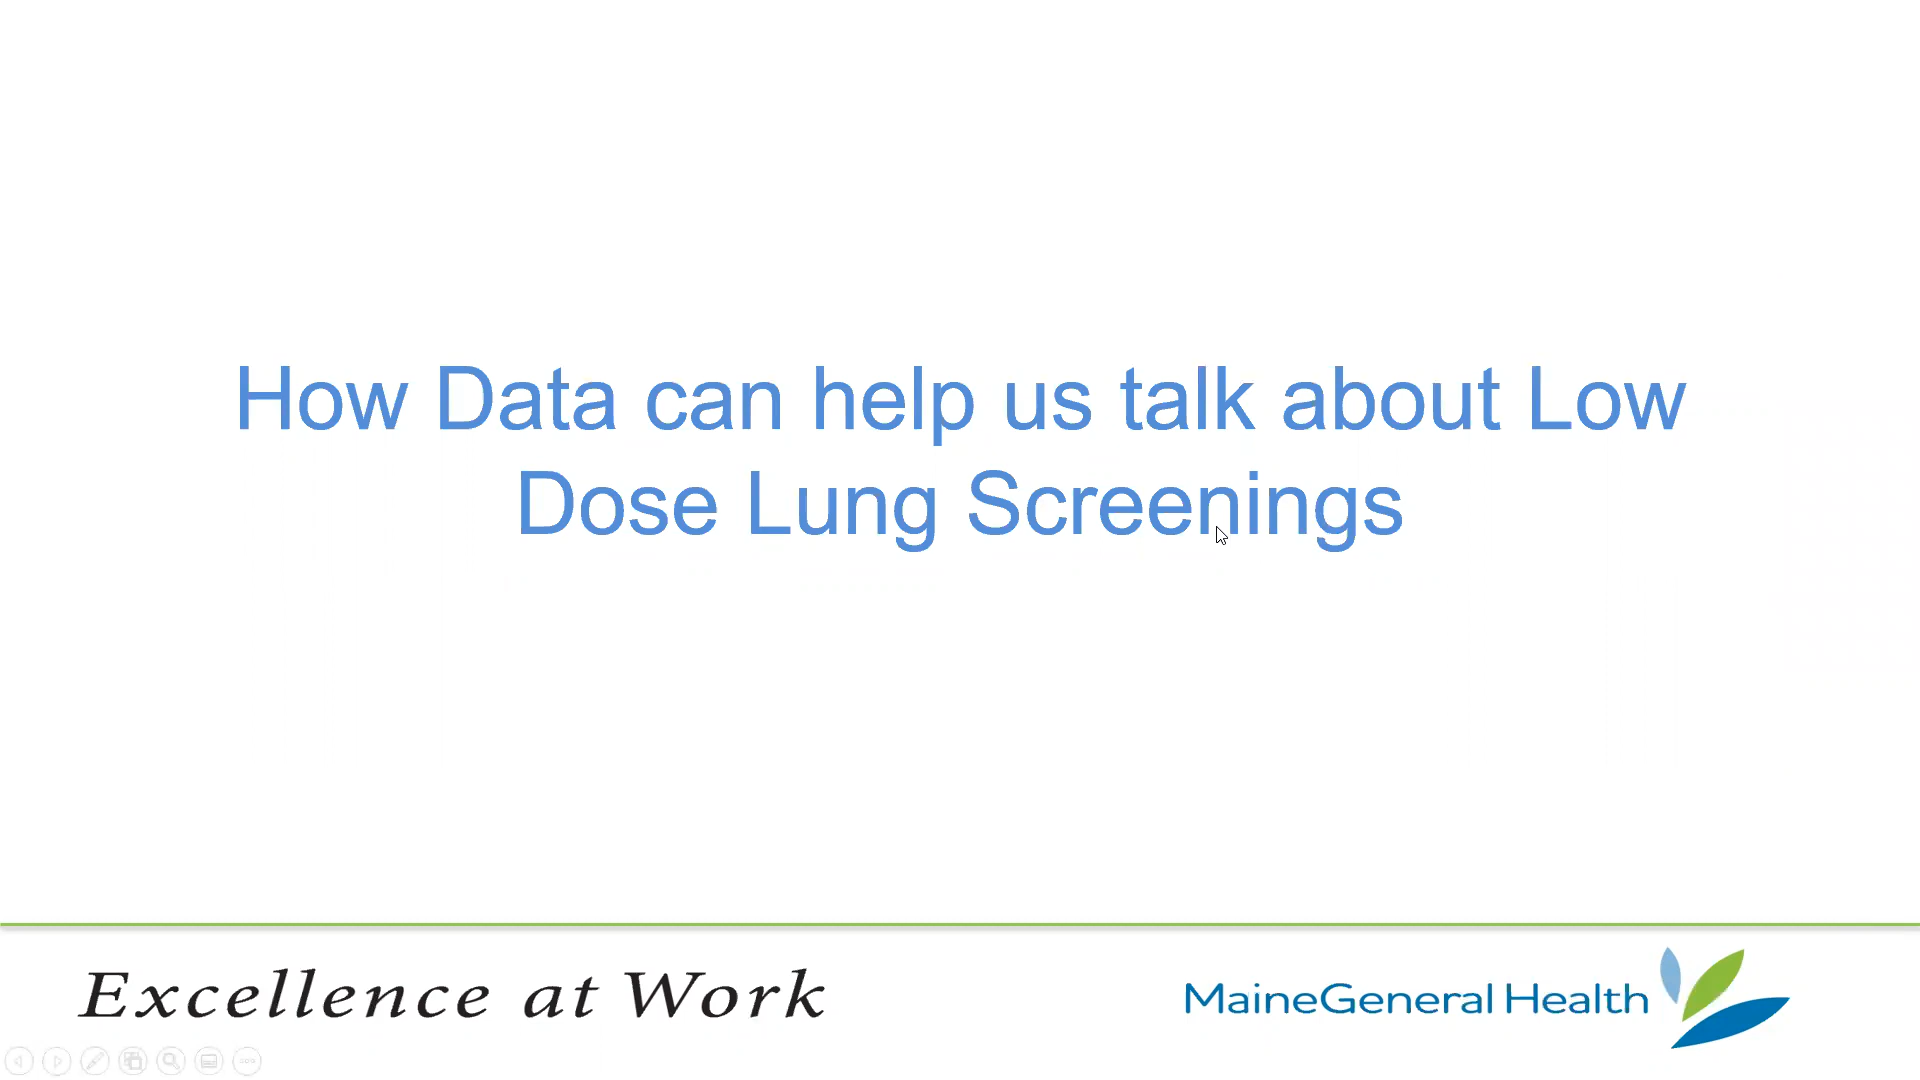 How Data can help us talk about Low
Dose Lung Screenings
Excellence at Work
MaineGeneral Health